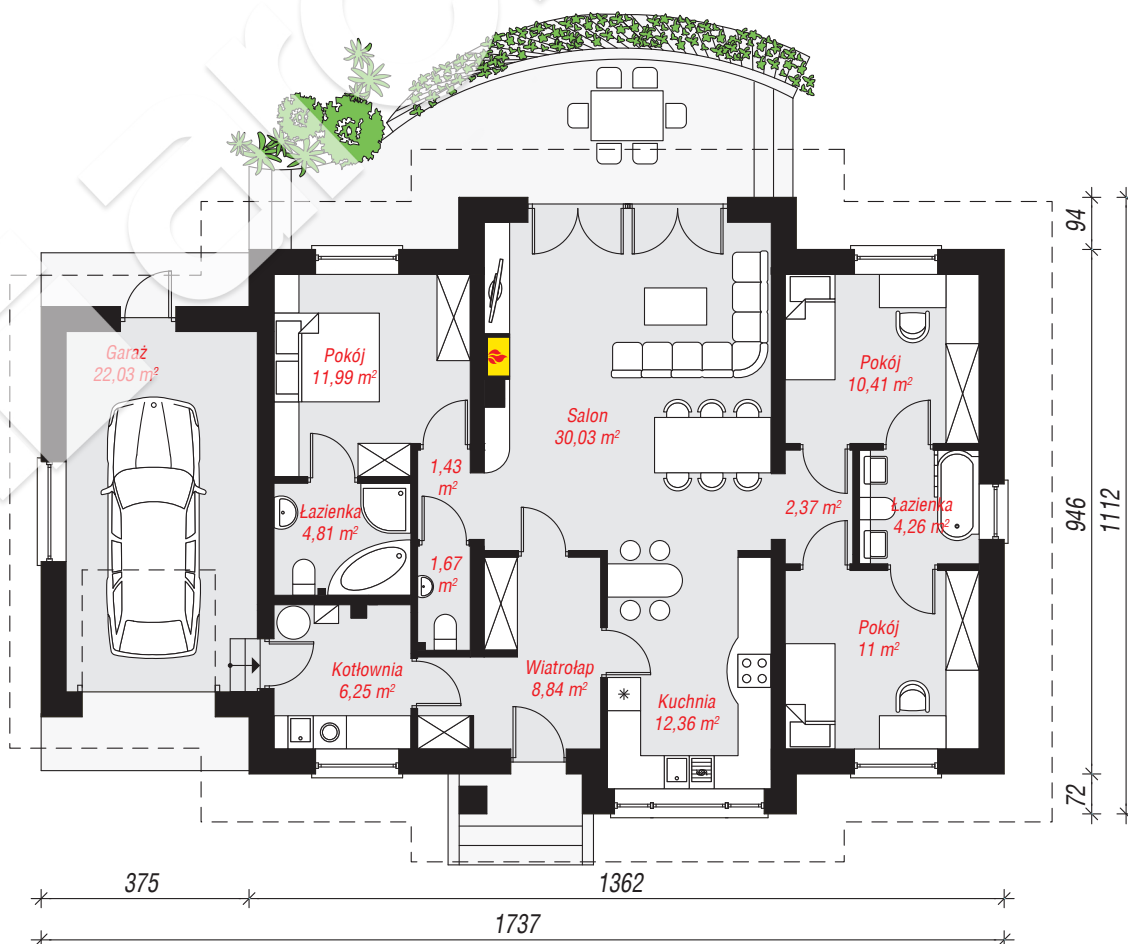 94
Garaż
22,03 m²
Pokój
11,99 m²
Pokój
10,41 m²
Salon
30,03 m²
1,43
m²
2,37 m²
Łazienka
4,81 m²
Łazienka
4,26 m²
946
1112
1,67
m²
Pokój
11 m²
Kotłownia
6,25 m²
Wiatrołap
8,84 m²
Kuchnia
12,36 m²
72
375
1362
1737